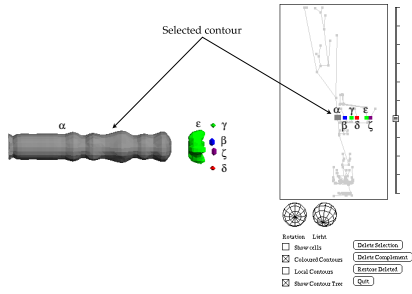 Selected contour
α
ε
γ
β
ζ
δ
α γ ε
β δ ζ
Rotation Light
Show cells
Coloured Contours
Local Contours
Show Contour Tree
Delete Selection
Delete Complement
Restore Deleted
Quit